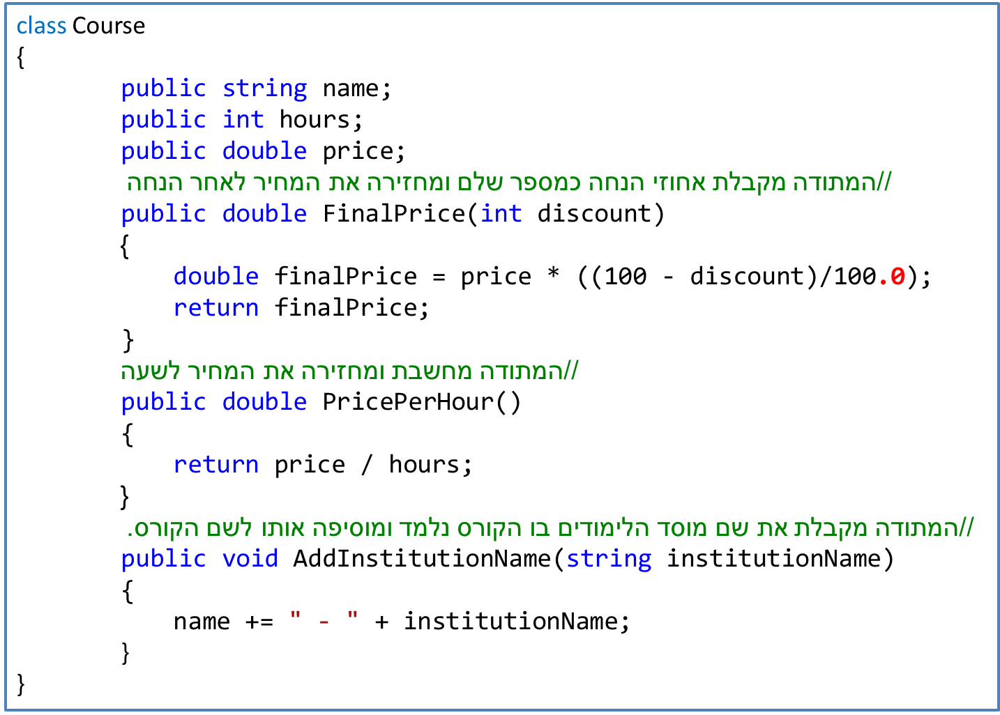 class Course
{
public string name;
public int hours;
public double price;
//המתודה מקבלת אחוזי הנחה כמספר שלם ומחזירה את המחיר לאחר הנחה
public double FinalPrice(int discount)
{
double finalPrice = price * ((100 - discount)/100.0);
return finalPrice;
}
//המתודה מחשבת ומחזירה את המחיר לשעה
public double PricePerHour()
{
return price / hours;
}
//המתודה מקבלת את שם מוסד הלימודים בו הקורס נלמד ומוסיפה אותו לשם הקורס.
public void AddInstitutionName(string institutionName)
{
name += " - " + institutionName;
}
}